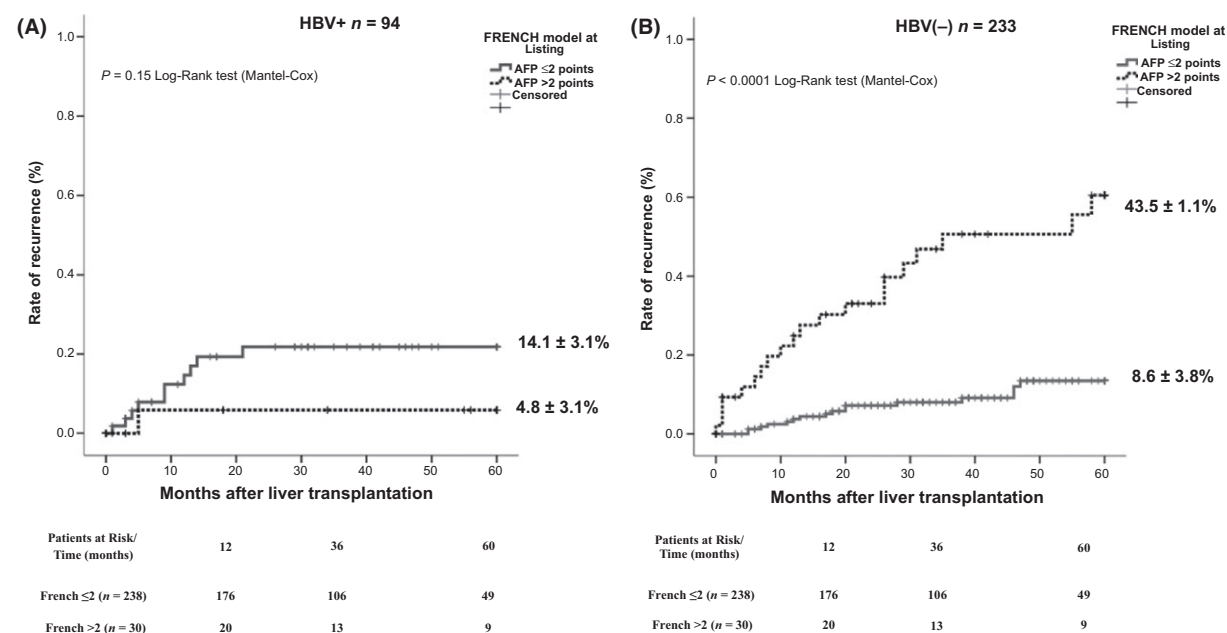 (A)
HBV+ n = 94
FRENCH model at
Listing
AFP ≤2 points
AFP >2 points
Censored
P = 0.15 Log-Rank test (Mantel-Cox)
Rate of recurrence (%)
1.0
0.8
0.6
0.4
0.2
0.0
14.1 ± 3.1%
4.8 ± 3.1%
0 10 20 30 40 50 60
Months after liver transplantation
Patients at Risk/
Time (months) 12 36 60
French ≤2 (n = 238) 176 106 49
French >2 (n = 30) 20 13 9
(B)
HBV(–) n = 233
FRENCH model at
Listing
AFP ≤2 points
AFP >2 points
Censored
P < 0.0001 Log-Rank test (Mantel-Cox)
Rate of recurrence (%)
1.0
0.8
0.6
0.4
0.2
0.0
43.5 ± 1.1%
8.6 ± 3.8%
0 10 20 30 40 50 60
Months after liver transplantation
Patients at Risk/
Time (months) 12 36 60
French ≤2 (n = 238) 176 106 49
French >2 (n = 30) 20 13 9